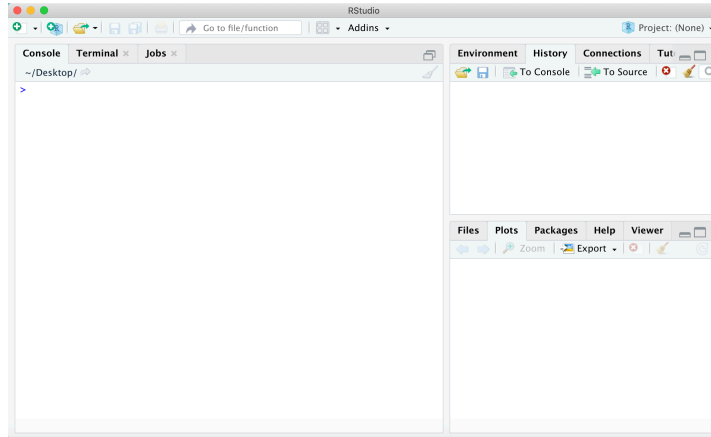 RStudio
Go to file/function
Addins
Project: (None)
Console Terminal Jobs
~/Desktop/
>
Environment History Connections Tut
To Console To Source
Files Plots Packages Help Viewer
Zoom Export